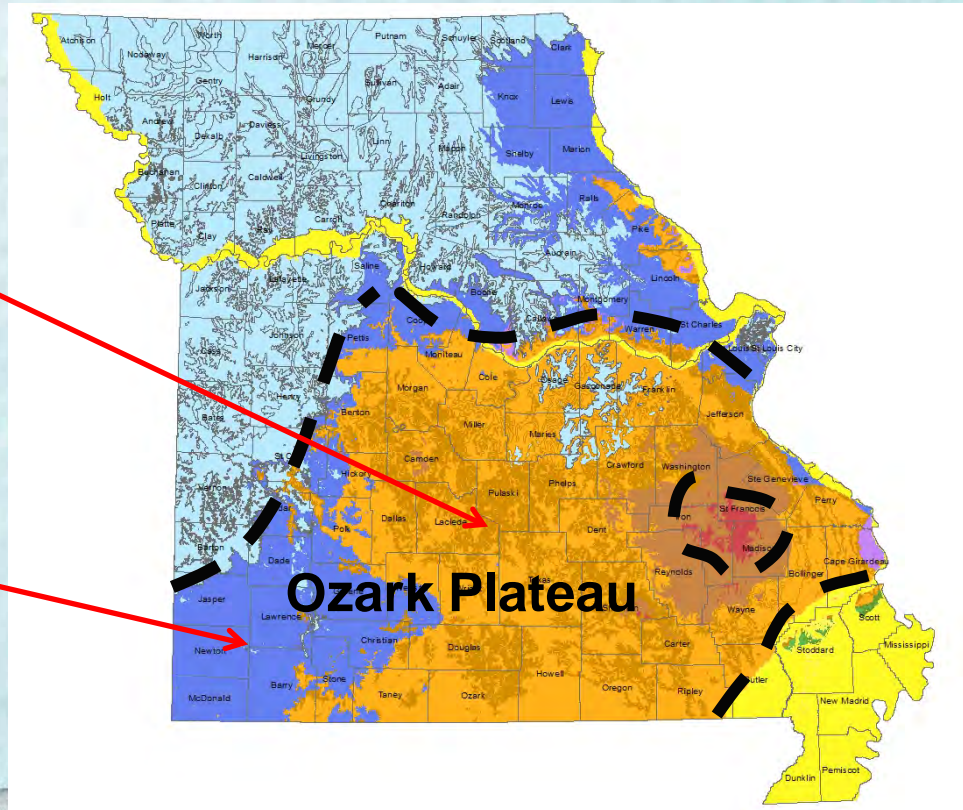 Atchison
Nodaway
Worth
Harrison
Mercer
Putnam
Schuyler
Scotland
Clark
Holt
Gentry
Sullivan
Adair
Knox
Lewis
Andrew
Dekalb
Daviess
Grundy
Linn
Macon
Shelby
Marion
Buchanan
Clinton
Caldwell
Livingston
Chariton
Randolph
Monroe
Ralls
Platte
Clay
Ray
Carroll
Pike
Saline
Howard
Audrain
Jackson
Lafayette
Boone
Lincoln
Montgomery
Johnson
Pettis
Warren
St Charles
Cass
Moniteau
Cole
Osage
Gasconade
Franklin
St Louis City
Henry
Morgan
Jefferson
Bates
Benton
Miller
Maries
Camden
Crawford
Washington
Ste Genevieve
Hickory
Vernon
Pulaski
Phelps
St Francois
Perry
Polk
Dallas
Laclede
Dent
Iron
Madison
Barton
Dade
Reynolds
Bollinger
Cape Girardeau
Jasper
Ozark Plateau
Texas
Wayne
Lawrence
Scott
Newton
Christian
Douglas
Carter
Stoddard
Mississippi
Barry
Stone
Howell
McDonald
Taney
Ozark
Oregon
Ripley
Butler
New Madrid
Dunklin
Pemiscot